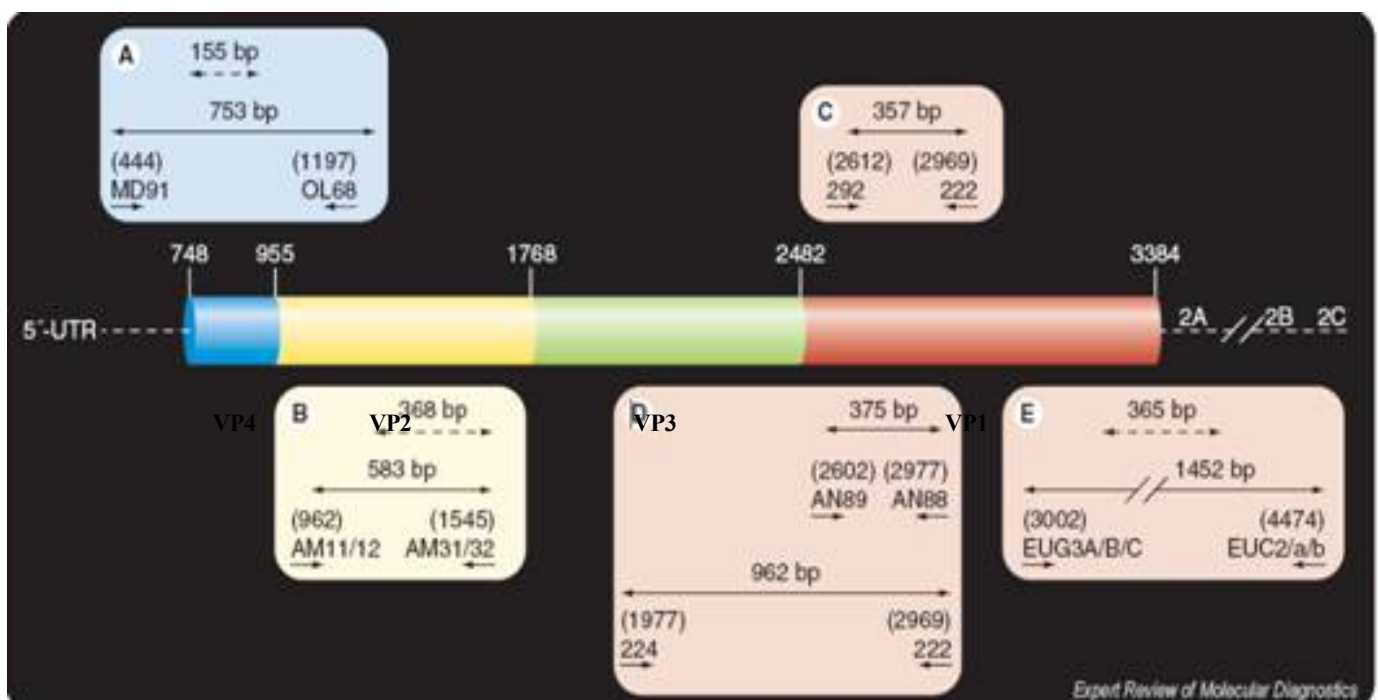 A
155 bp
753 bp
(444) (1197)
MD91 OL68
C 357 bp
(2612) (2969)
292 222
748 955 1768 2482 3384
5´-UTR 2A 2B 2C
VP4 VP2 VP3 VP1
B 368 bp
583 bp
(962) (1545)
AM11/12 AM31/32
D 375 bp
(2602) (2977)
AN89 AN88
962 bp
(1977) (2969)
224 222
E 365 bp
1452 bp
(3002) (4474)
EUG3A/B/C EUC2/a/b
Expert Review of Molecular Diagnostics